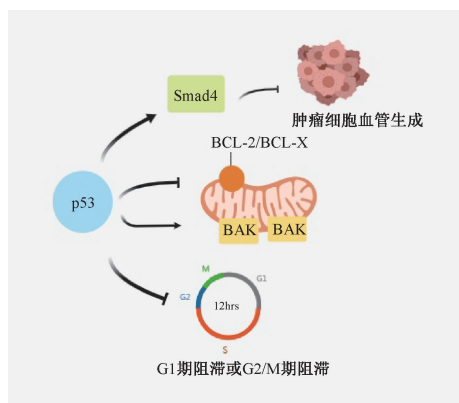 Smad4
肿瘤细胞血管生成
BCL-2/BCL-X
p53
BAK BAK
M
G1
G2
12hrs
S
G1期阻滞或G2/M期阻滞